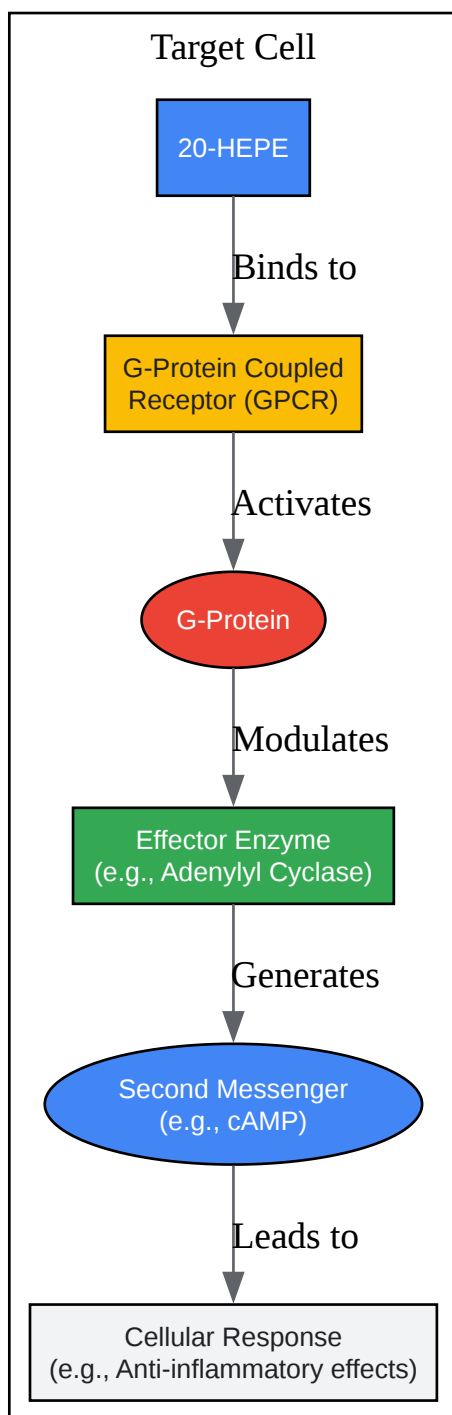 Target Cell
20-HEPE
Binds to
G-Protein Coupled
Receptor (GPCR)
Activates
G-Protein
Modulates
Effector Enzyme
(e.g., Adenylyl Cyclase)
Generates
Second Messenger
(e.g., cAMP)
Leads to
Cellular Response
(e.g., Anti-inflammatory effects)